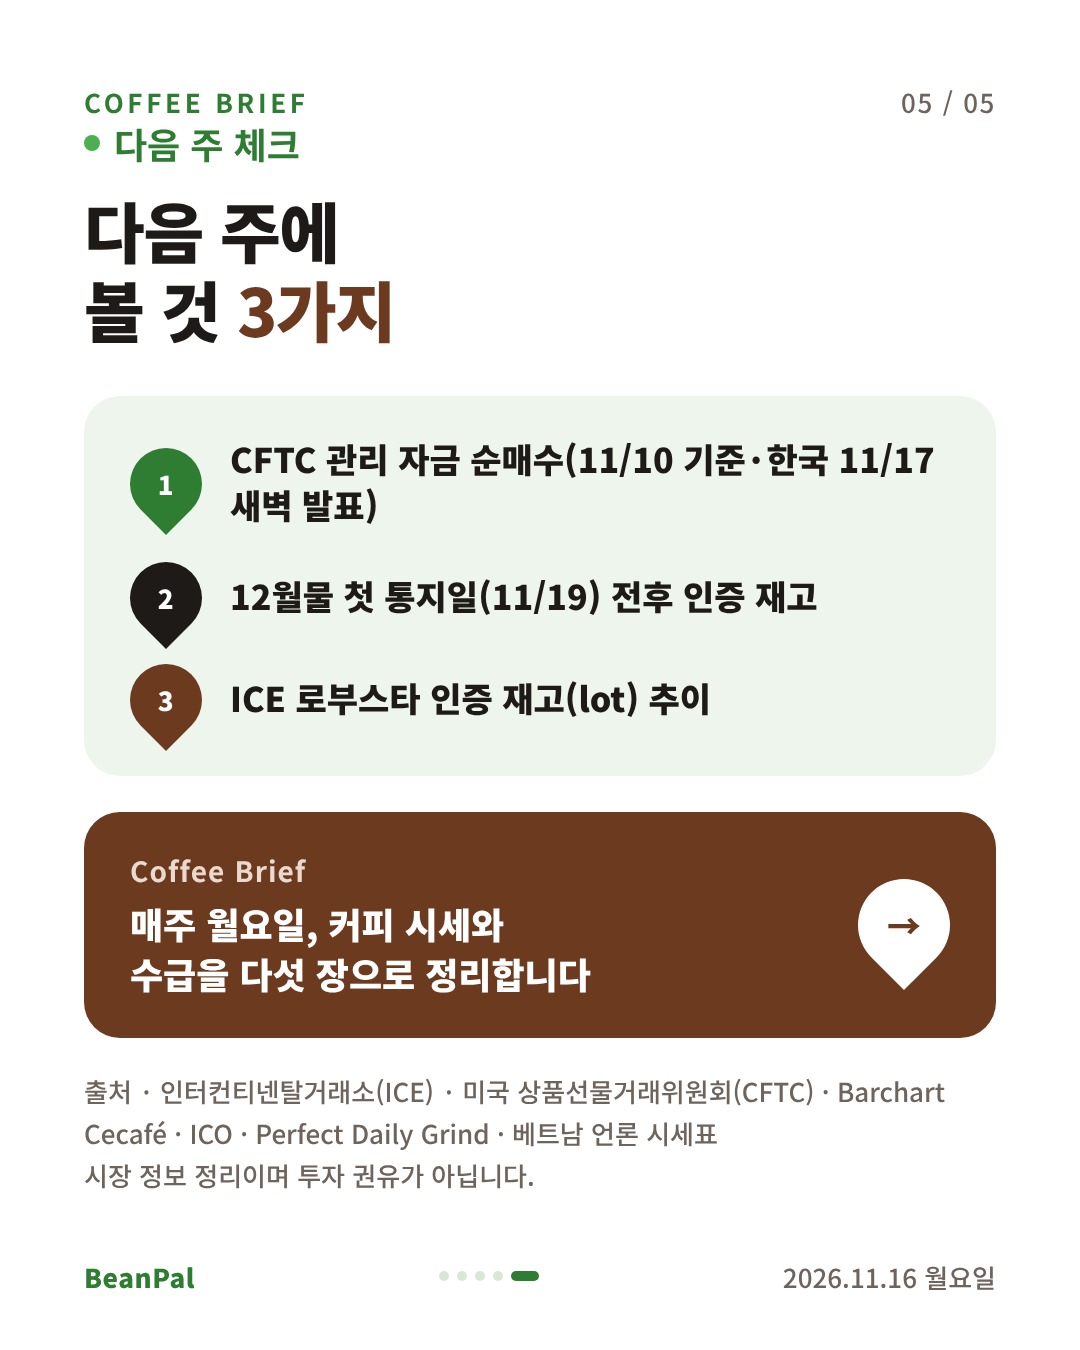 COFFEE BRIEF
05 / 05
다음 주 체크
다음 주에
볼 것 3가지
1
CFTC 관리 자금 순매수(11/10 기준·한국 11/17
새벽 발표)
2
12월물 첫 통지일(11/19) 전후 인증 재고
3
ICE 로부스타 인증 재고(lot) 추이
Coffee Brief
매주 월요일, 커피 시세와
수급을 다섯 장으로 정리합니다
→
출처 · 인터컨티넨탈거래소(ICE) · 미국 상품선물거래위원회(CFTC) · Barchart
Cecafé · ICO · Perfect Daily Grind · 베트남 언론 시세표
시장 정보 정리이며 투자 권유가 아닙니다.
BeanPal
2026.11.16 월요일